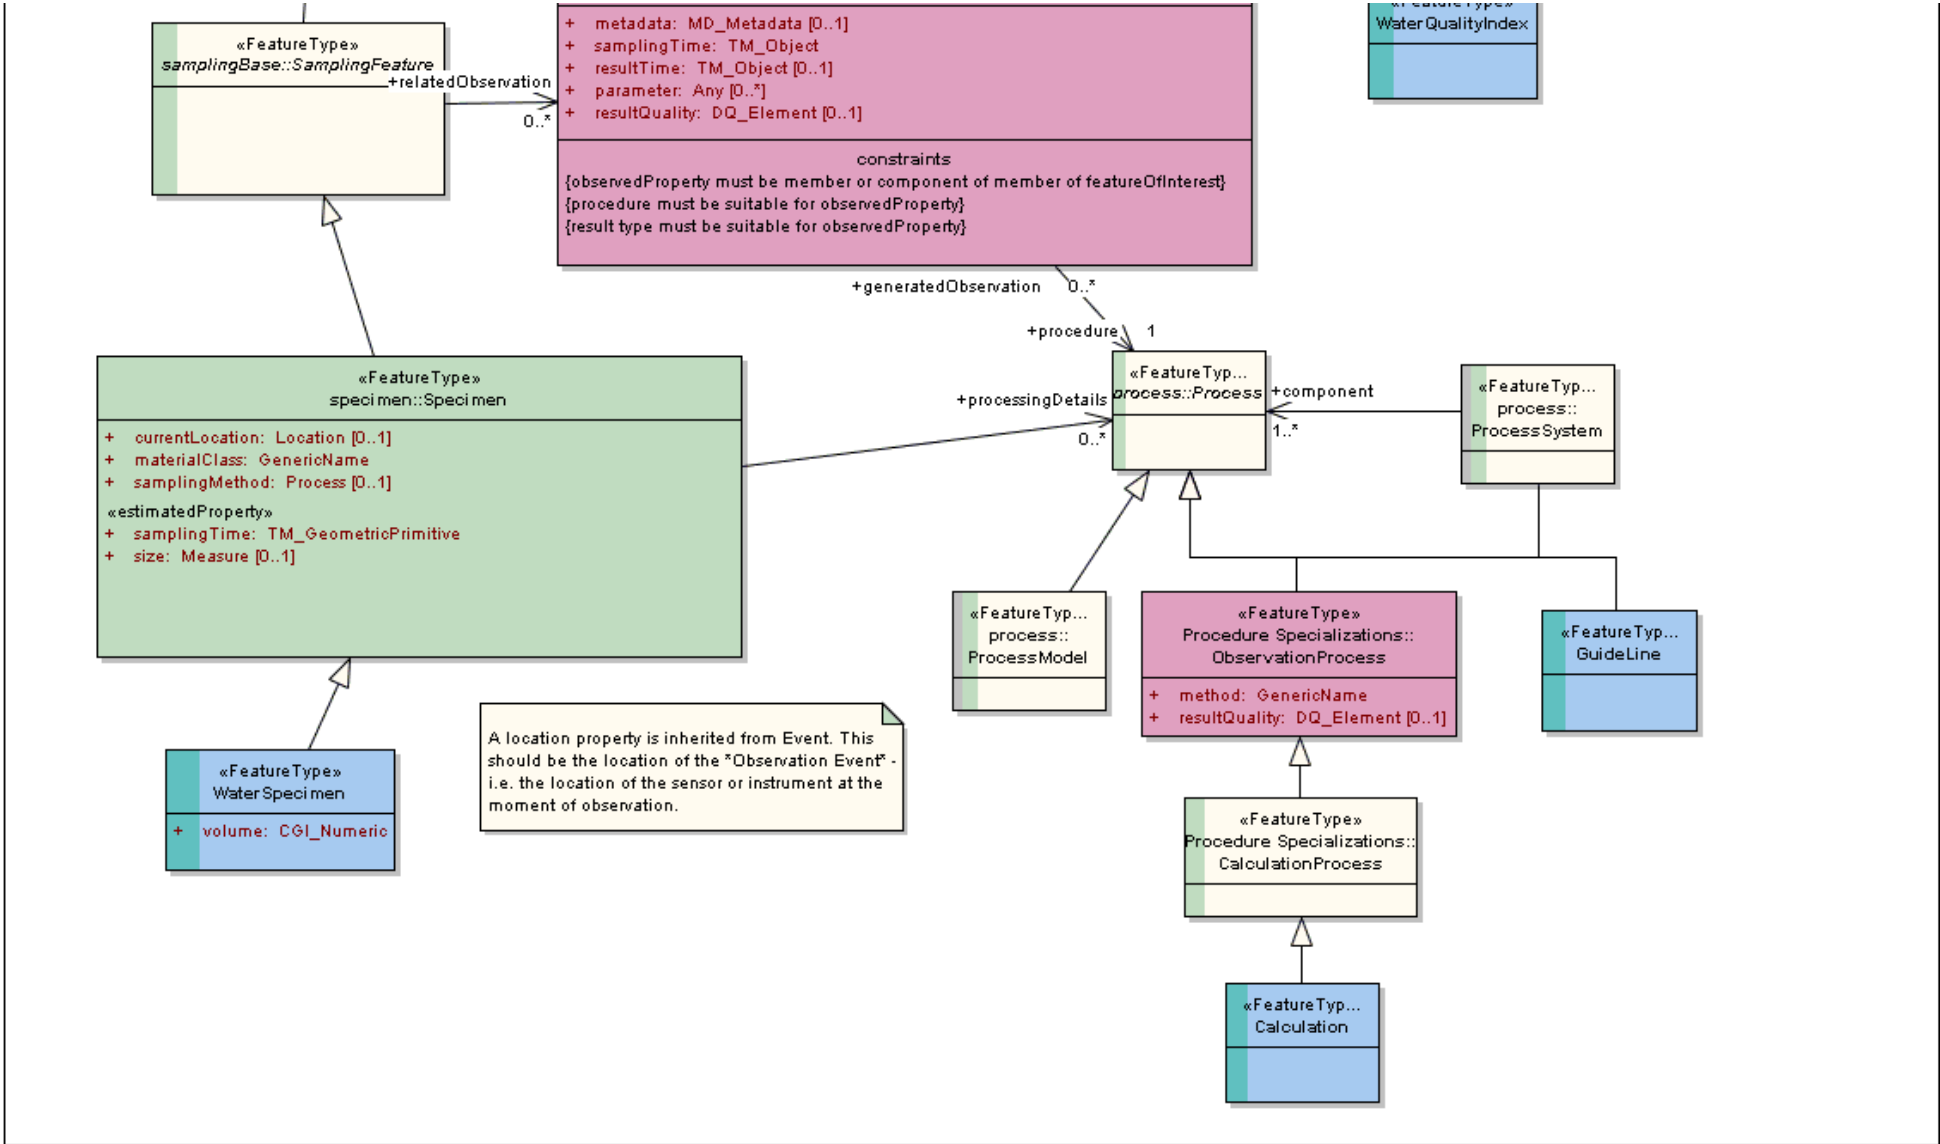 «FeatureType»
samplingBase::SamplingFeature
+relatedObservation
0..*
+ metadata: MD_Metadata [0..1]
+ samplingTime: TM_Object
+ resultTime: TM_Object [0..1]
+ parameter: Any [0..*]
+ resultQuality: DQ_Element [0..1]
constraints
{observedProperty must be member or component of member of featureOfInterest}
{procedure must be suitable for observedProperty}
{result type must be suitable for observedProperty}
«FeatureType»
WaterQualityIndex
+generatedObservation 0..*
+procedure 1
«FeatureType»
specimen::Specimen
+ currentLocation: Location [0..1]
+ materialClass: GenericName
+ samplingMethod: Process [0..1]
«estimatedProperty»
+ samplingTime: TM_GeometricPrimitive
+ size: Measure [0..1]
+processingDetails
0..*
«FeatureTyp...
process::Process
+component
1..*
«FeatureTyp...
process::
ProcessSystem
«FeatureTyp...
process::
ProcessModel
«FeatureType»
Procedure Specializations::
ObservationProcess
+ method: GenericName
+ resultQuality: DQ_Element [0..1]
«FeatureTyp...
GuideLine
«FeatureType»
WaterSpecimen
+ volume: CGI_Numeric
A location property is inherited from Event. This
should be the location of the *Observation Event* -
i.e. the location of the sensor or instrument at the
moment of observation.
«FeatureType»
Procedure Specializations::
CalculationProcess
«FeatureTyp...
Calculation